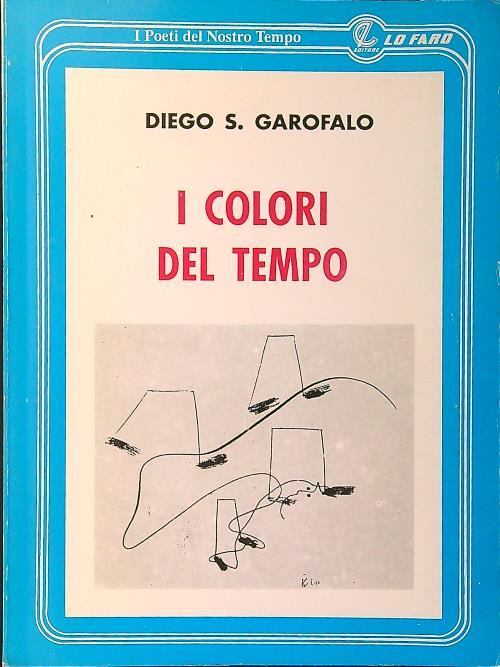 I Poeti del Nostro Tempo
EDITORE
LO FARO
DIEGO S. GAROFALO
I COLORI
DEL TEMPO